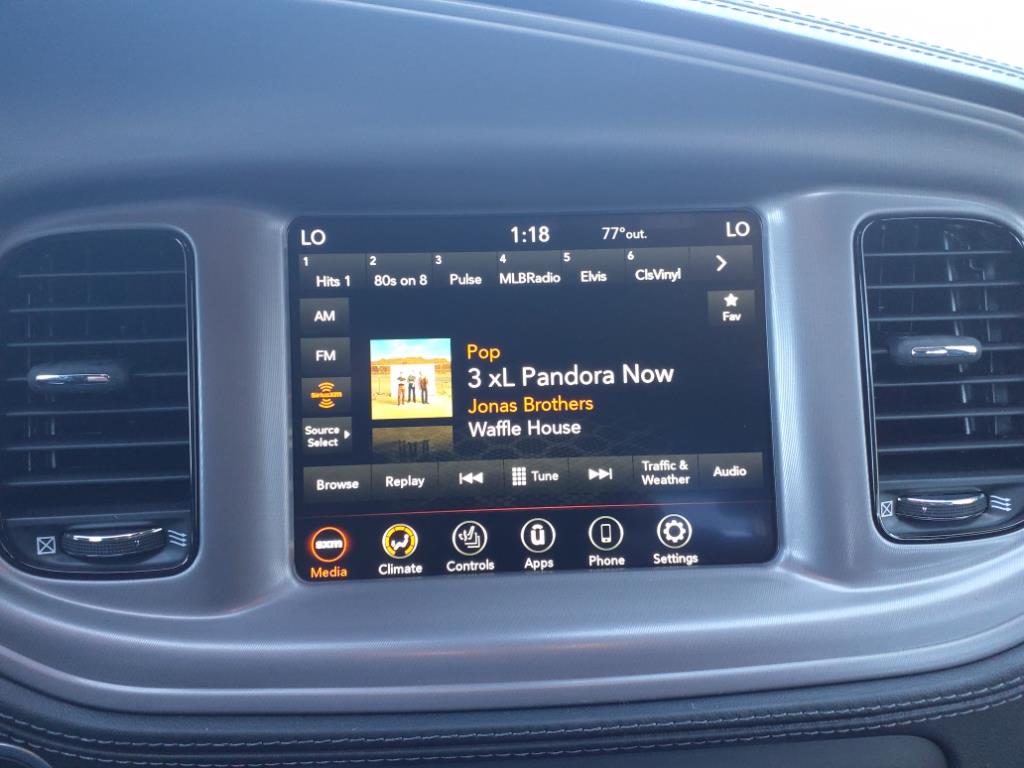 LO 1:18 77°out. LO
1 Hits 1 2 80s on 8 3 Pulse 4 MLBRadio 5 Elvis 6 ClsVinyl
Fav
AM
FM
SiriusXM
Source
Select
Pop
3 xL Pandora Now
Jonas Brothers
Waffle House
Browse Replay Tune Traffic &
Weather Audio
sxm
Media Climate Controls Apps Phone Settings